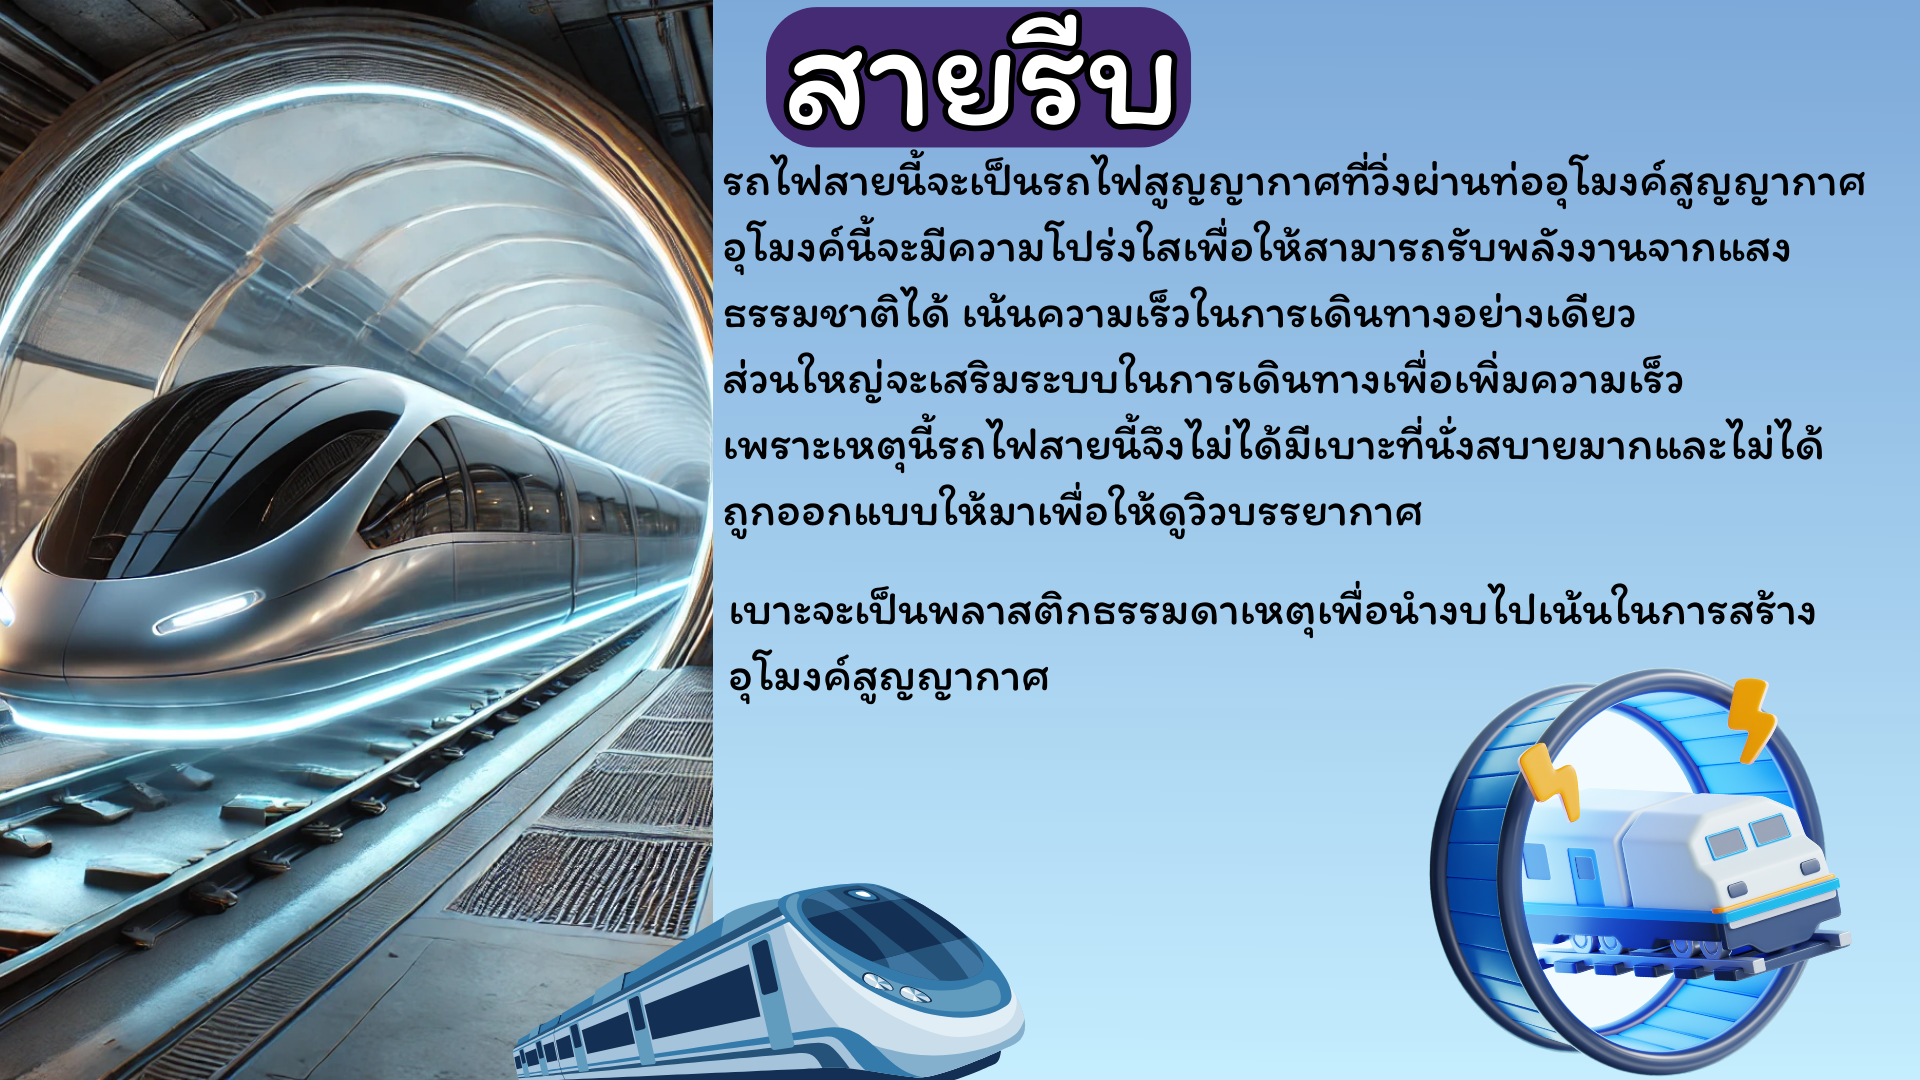 สายรีบ
รถไฟสายนี้จะเป็นรถไฟสูญญากาศที่วิ่งผ่านท่ออุโมงค์สูญญากาศ
อุโมงค์นี้จะมีความโปร่งใสเพื่อให้สามารถรับพลังงานจากแสง
ธรรมชาติได้ เน้นความเร็วในการเดินทางอย่างเดียว
ส่วนใหญ่จะเสริมระบบในการเดินทางเพื่อเพิ่มความเร็ว
เพราะเหตุนี้รถไฟสายนี้จึงไม่ได้มีเบาะที่นั่งสบายมากและไม่ได้
ถูกออกแบบให้มาเพื่อให้ดูวิวบรรยากาศ
เบาะจะเป็นพลาสติกธรรมดาเหตุเพื่อนำงบไปเน้นในการสร้าง
อุโมงค์สูญญากาศ